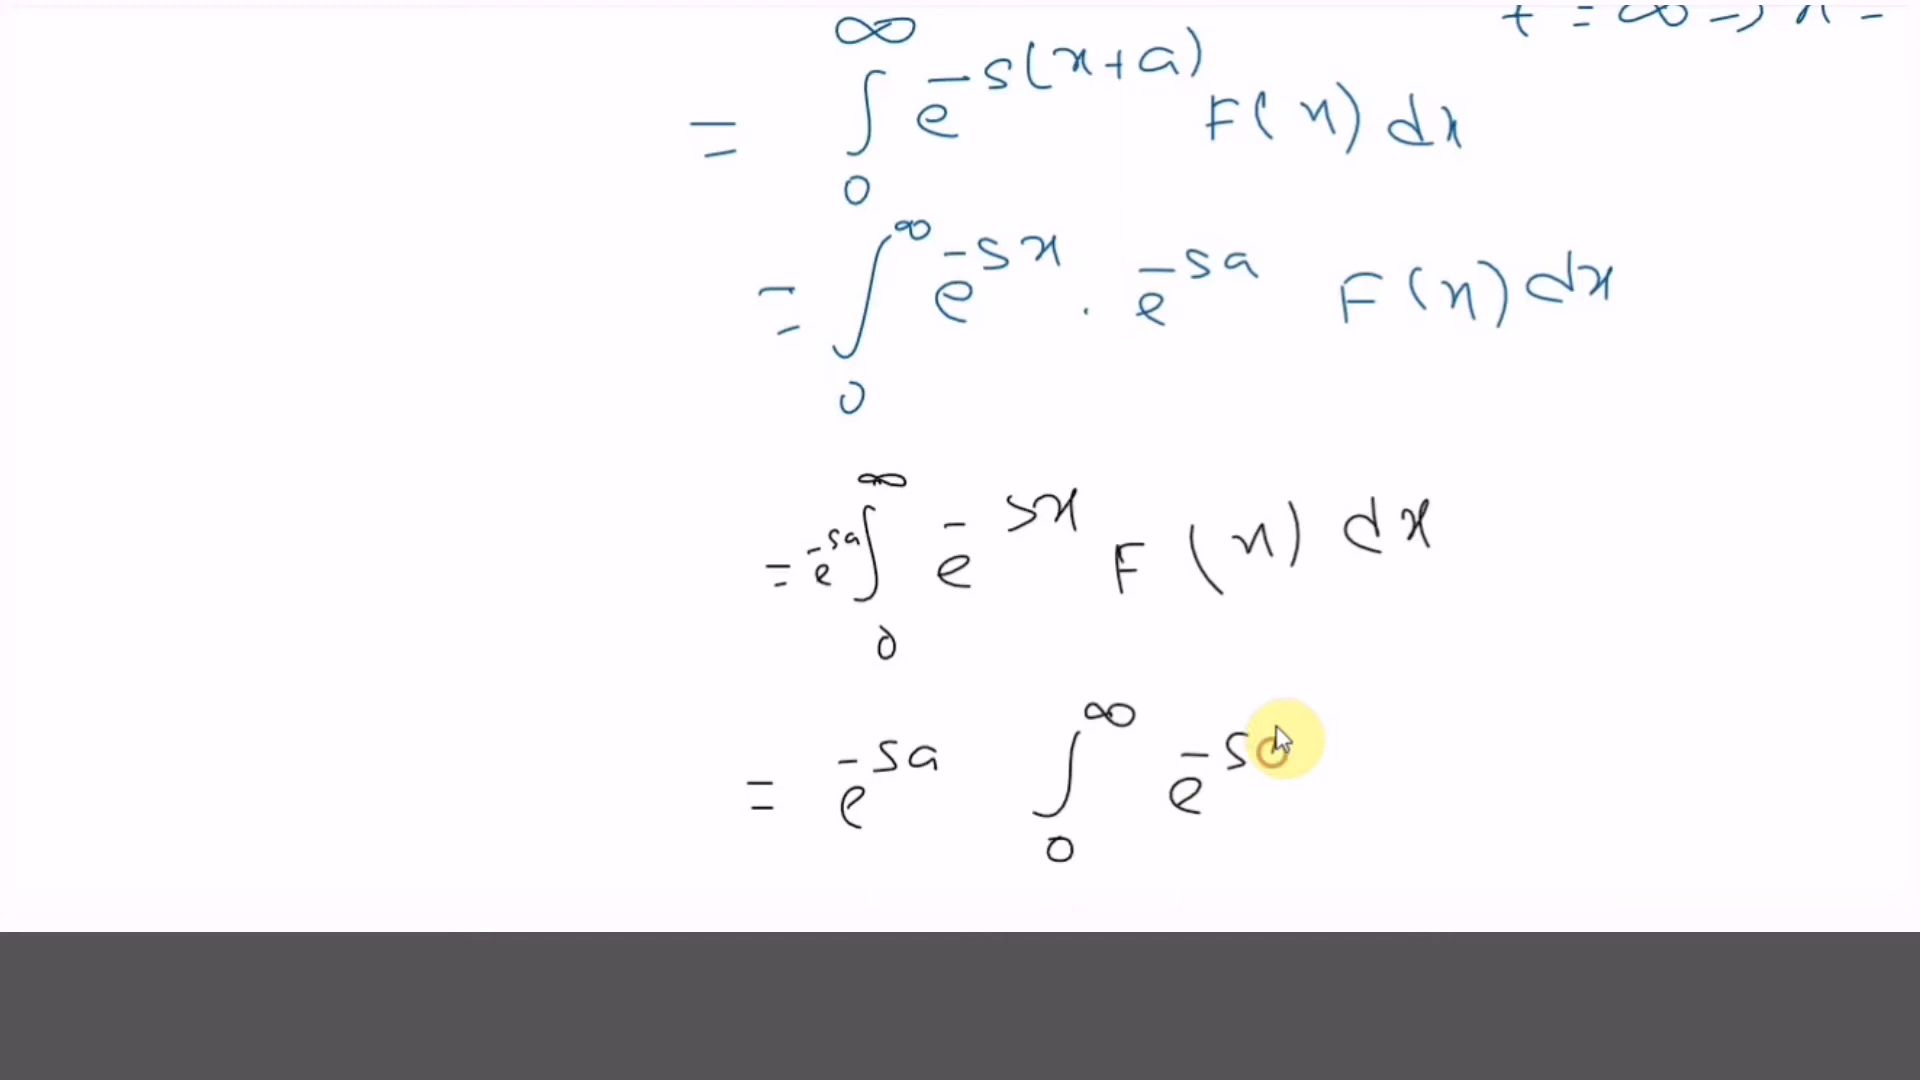 t = ∞ → x =
= ∫₀^∞ e^{-s(x+a)} F(x) dx
= ∫₀^∞ e^{-sx} . e^{-sa} F(x) dx
= e^{-sa} ∫₀^∞ e^{-sx} F(x) dx
= e^{-sa} ∫₀^∞ e^{-s